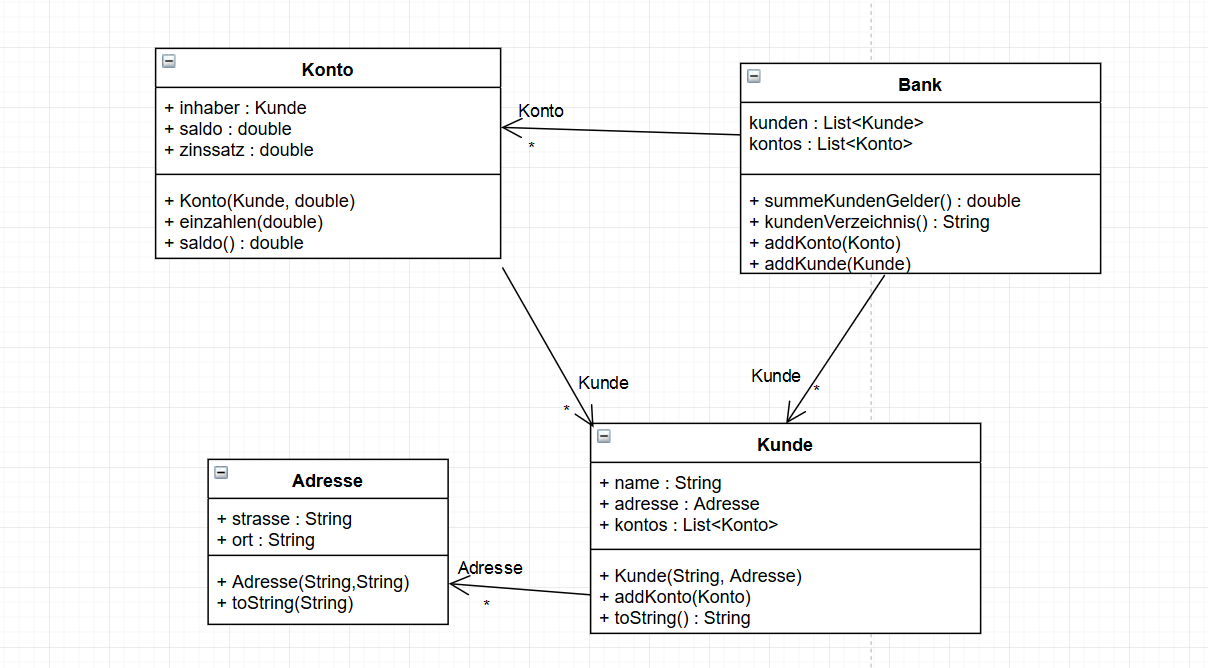 Konto
+ inhaber : Kunde
+ saldo : double
+ zinssatz : double
+ Konto(Kunde, double)
+ einzahlen(double)
+ saldo() : double
Konto
*
Bank
kunden : List<Kunde>
kontos : List<Konto>
+ summeKundenGelder() : double
+ kundenVerzeichnis() : String
+ addKonto(Konto)
+ addKunde(Kunde)
Kunde
*
Kunde
*
Adresse
+ strasse : String
+ ort : String
+ Adresse(String,String)
+ toString(String)
Adresse
*
Kunde
+ name : String
+ adresse : Adresse
+ kontos : List<Konto>
+ Kunde(String, Adresse)
+ addKonto(Konto)
+ toString() : String